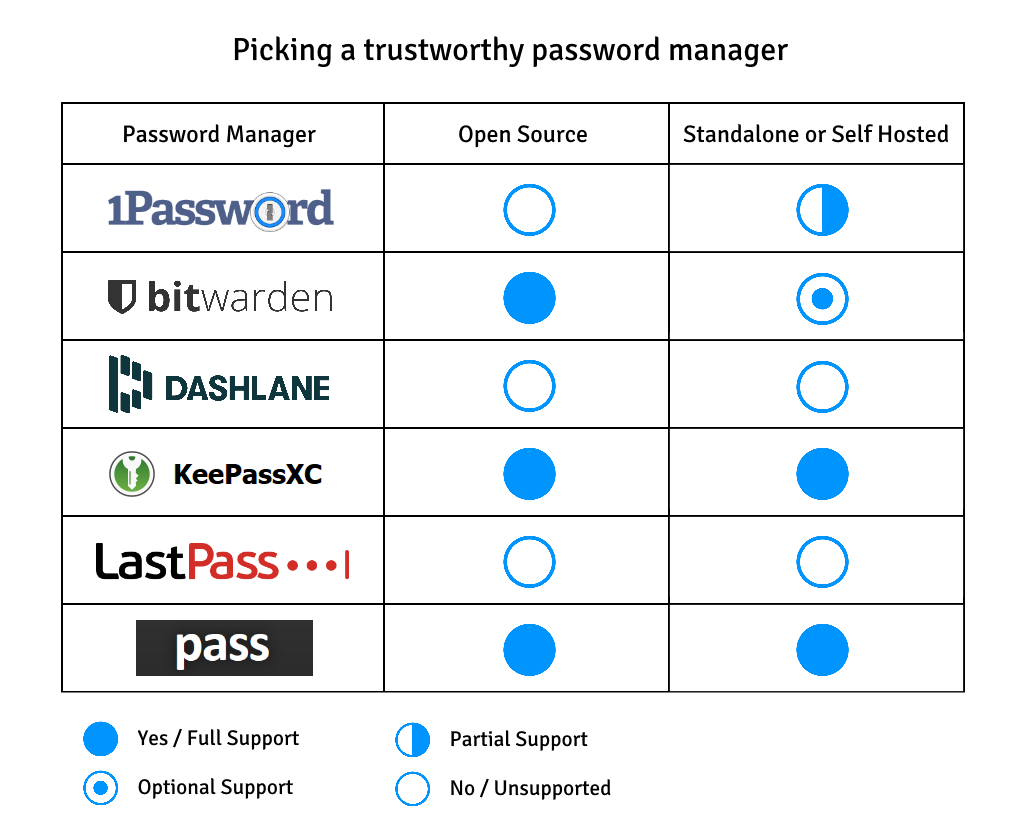 Picking a trustworthy password manager
Password Manager
Open Source
Standalone or Self Hosted
1Password
bitwarden
DASHLANE
KeePassXC
LastPass
pass
Yes / Full Support
Partial Support
Optional Support
No / Unsupported